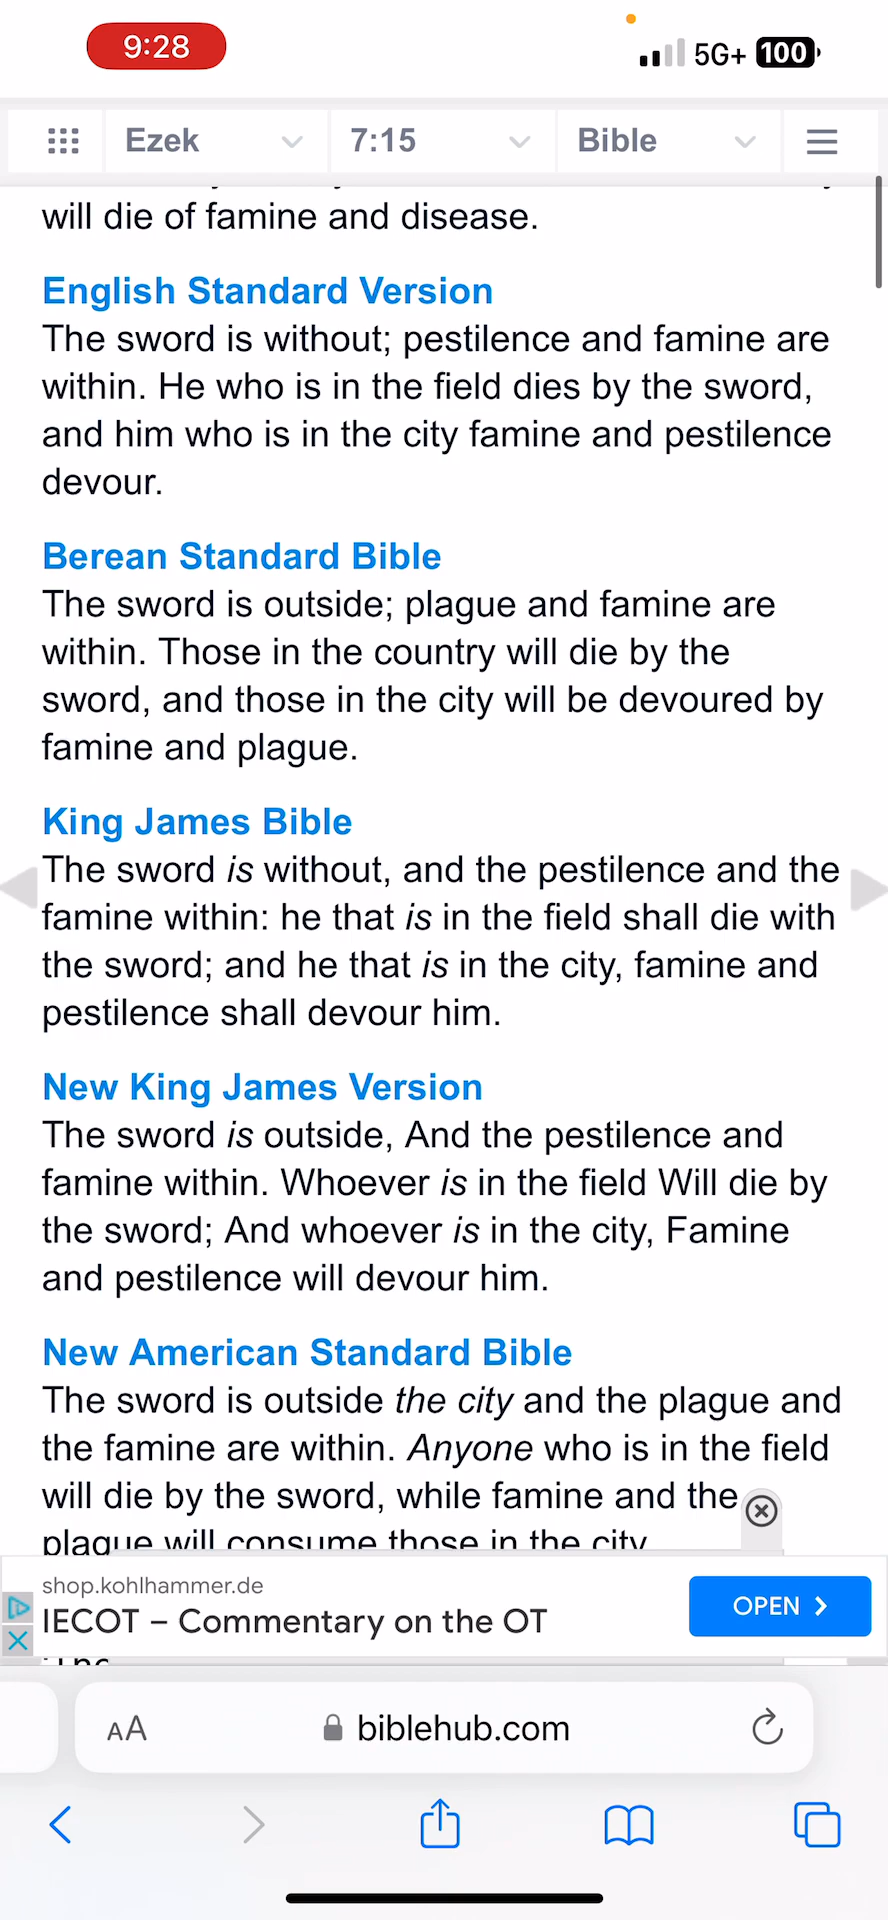 9:28
5G+ 100
Ezek 7:15 Bible
will die of famine and disease.
English Standard Version
The sword is without; pestilence and famine are
within. He who is in the field dies by the sword,
and him who is in the city famine and pestilence
devour.
Berean Standard Bible
The sword is outside; plague and famine are
within. Those in the country will die by the
sword, and those in the city will be devoured by
famine and plague.
King James Bible
The sword is without, and the pestilence and the
famine within: he that is in the field shall die with
the sword; and he that is in the city, famine and
pestilence shall devour him.
New King James Version
The sword is outside, And the pestilence and
famine within. Whoever is in the field Will die by
the sword; And whoever is in the city, Famine
and pestilence will devour him.
New American Standard Bible
The sword is outside the city and the plague and
the famine are within. Anyone who is in the field
will die by the sword, while famine and the
plague will consume those in the city
shop.kohlhammer.de
IECOT – Commentary on the OT
OPEN
AA biblehub.com